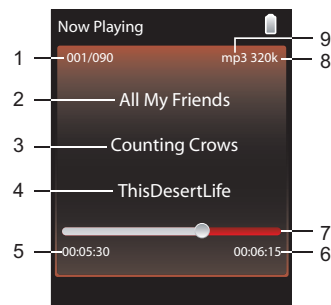 Now Playing
9
1 001/090 mp3 320k 8
2 All My Friends
3 Counting Crows
4 ThisDesertLife
7
5 00:05:30 00:06:15 6